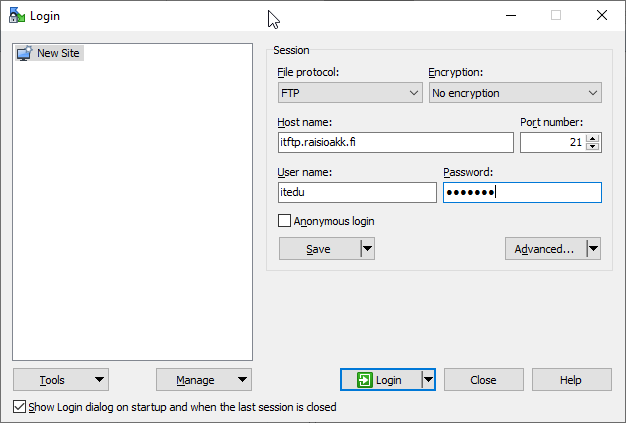 Login
New Site
Session
File protocol: Encryption:
FTP No encryption
Host name: Port number:
itftp.raisioakk.fi 21
User name: Password:
itedu •••••••
Anonymous login
Save Advanced...
Tools Manage Login Close Help
Show Login dialog on startup and when the last session is closed